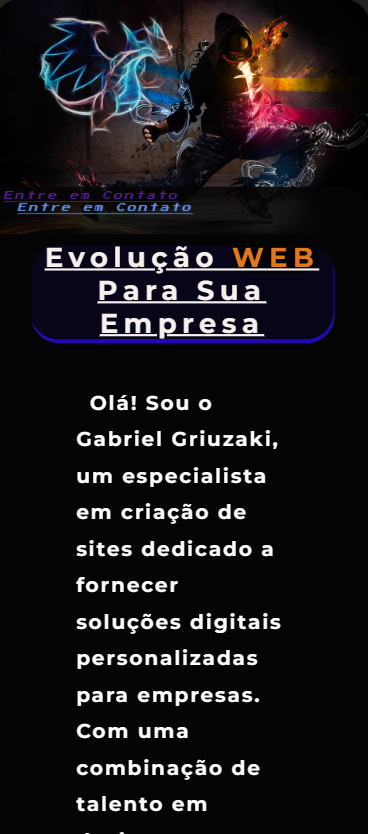 Entre em Contato
Entre em Contato
Evolução WEB
Para Sua
Empresa
Olá! Sou o
Gabriel Griuzaki,
um especialista
em criação de
sites dedicado a
fornecer
soluções digitais
personalizadas
para empresas.
Com uma
combinação de
talento em